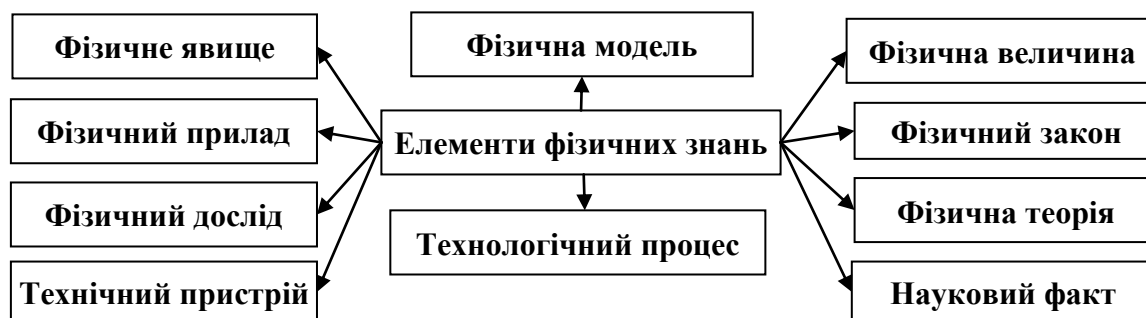 Фізичне явище
Фізична модель
Фізична величина
Фізичний прилад
Елементи фізичних знань
Фізичний закон
Фізичний дослід
Технологічний процес
Фізична теорія
Технічний пристрій
Науковий факт